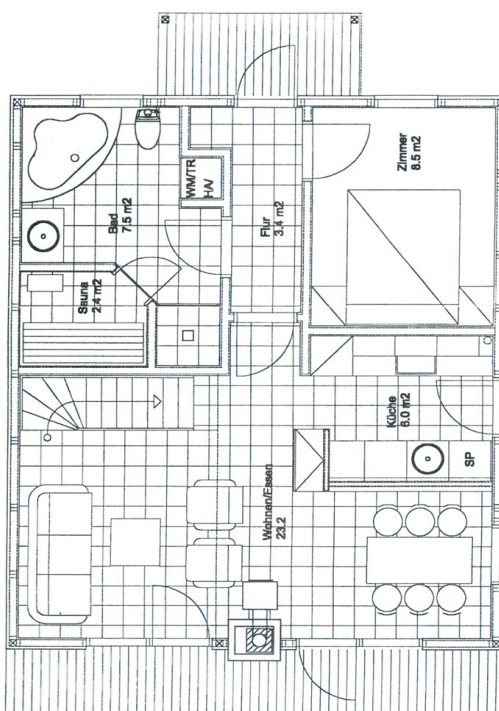 Bad
7.5 m2
WM/TR
HA/
Zimmer
8.5 m2
Flur
3.4 m2
Sauna
2.4 m2
Küche
6.0 m2
SP
Wohnen/Essen
23.2